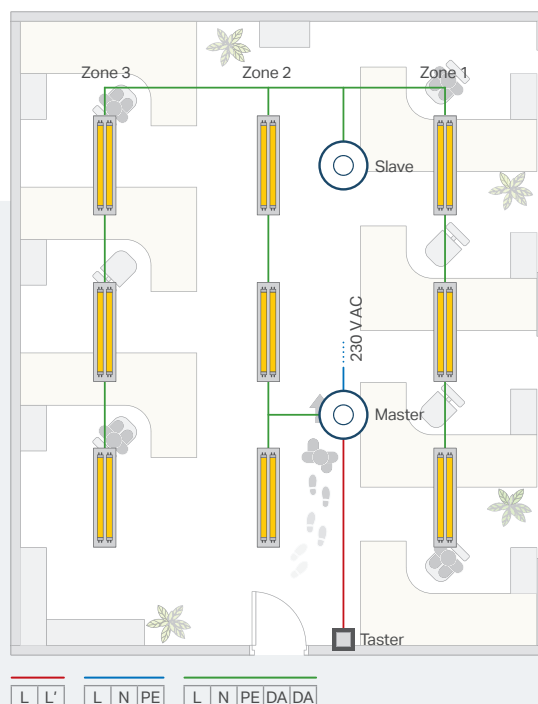 Zone 3 Zone 2 Zone 1
Slave
230 V AC
Master
Taster
L L' L N PE L N PE DA DA